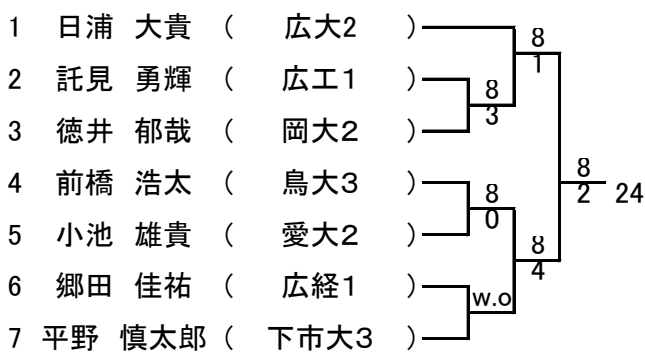 1 日浦 大貴 ( 広大2 )
8
1
2 託見 勇輝 ( 広工1 )
8
3
3 徳井 郁哉 ( 岡大2 )
8
2 24
4 前橋 浩太 ( 鳥大3 )
8
0
5 小池 雄貴 ( 愛大2 )
8
4
6 郷田 佳祐 ( 広経1 )
w.o
7 平野 慎太郎 ( 下市大3 )